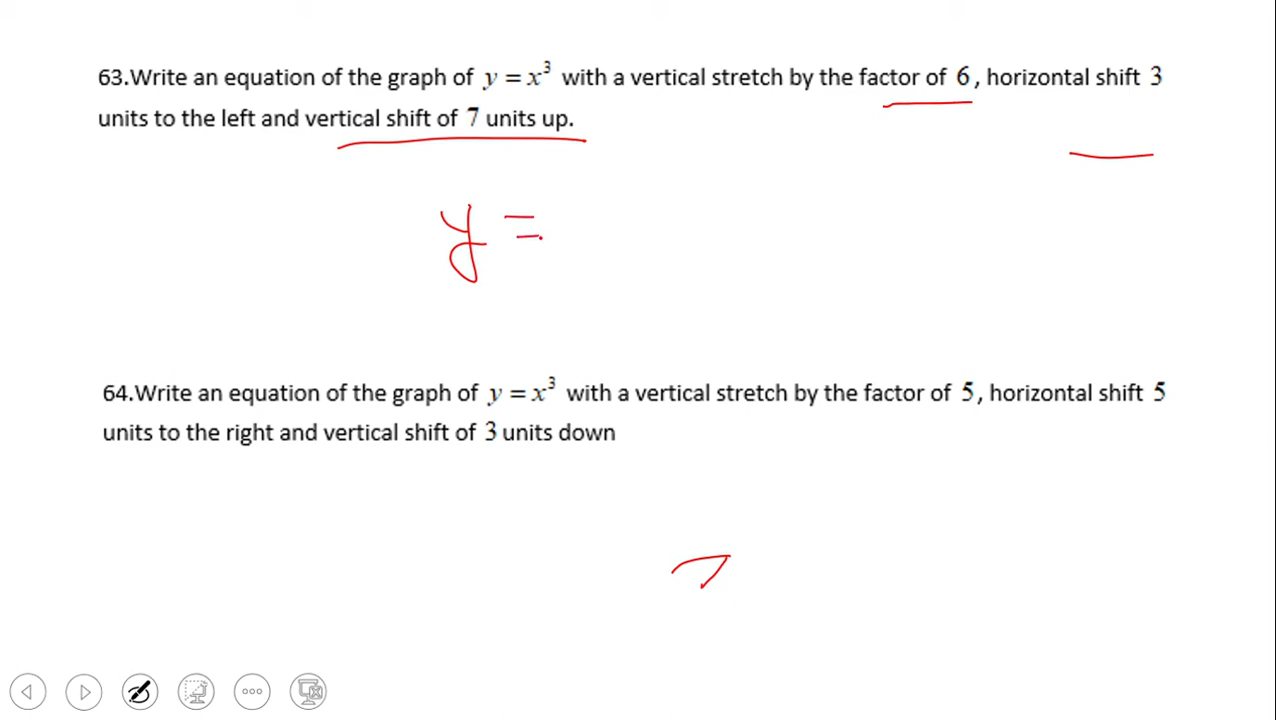 63.Write an equation of the graph of y = x³ with a vertical stretch by the factor of 6, horizontal shift 3
units to the left and vertical shift of 7 units up.
y =
64.Write an equation of the graph of y = x³ with a vertical stretch by the factor of 5, horizontal shift 5
units to the right and vertical shift of 3 units down